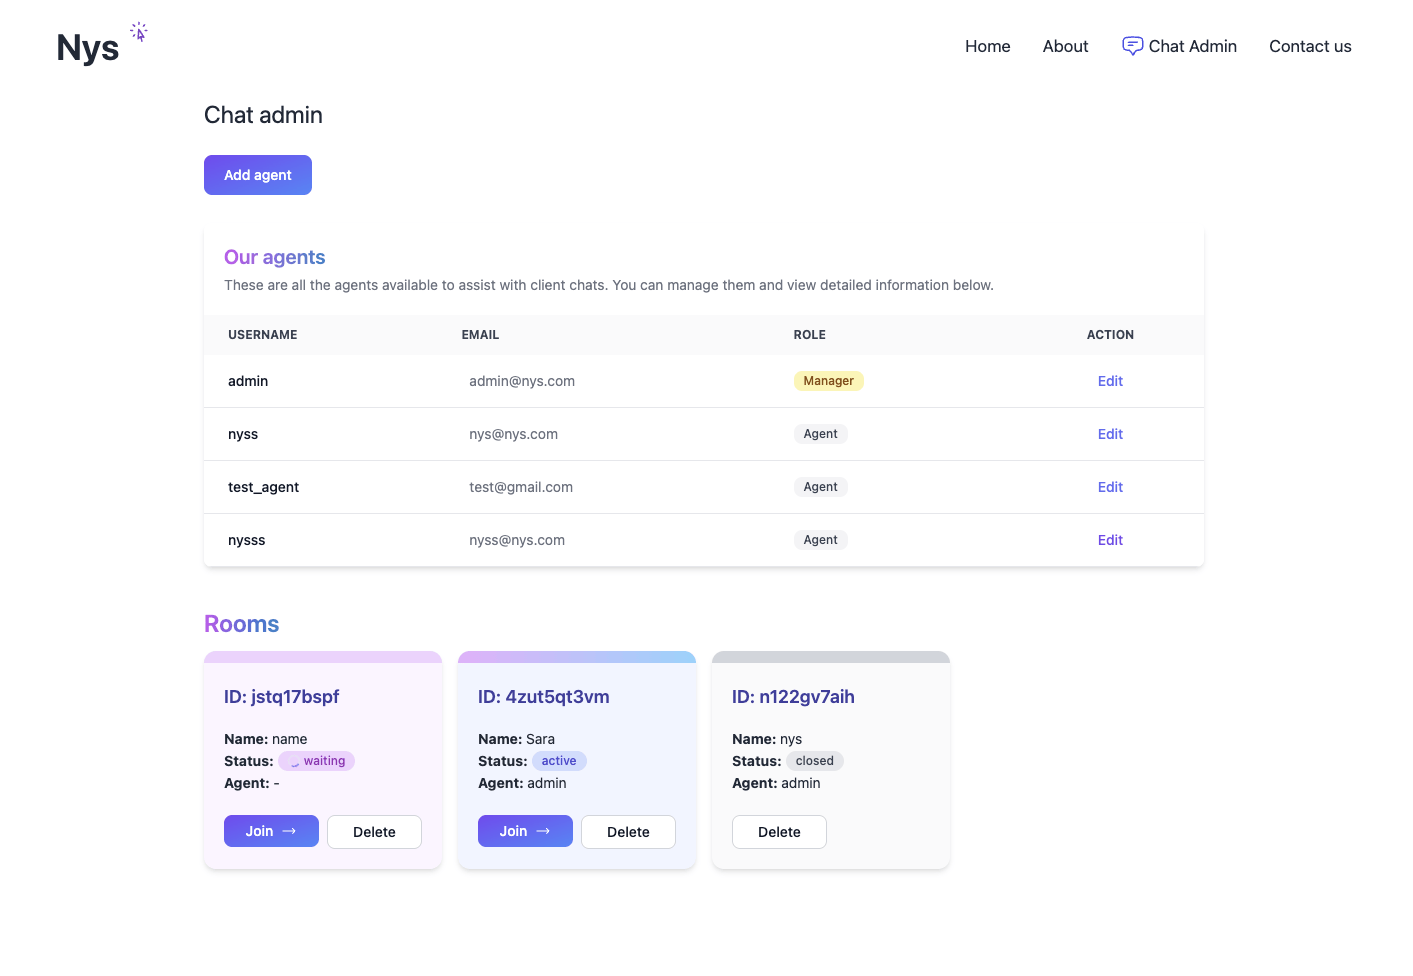 Nys
Home About Chat Admin Contact us
Chat admin
Add agent
Our agents
These are all the agents available to assist with client chats. You can manage them and view detailed information below.
USERNAME EMAIL ROLE ACTION
admin admin@nys.com Manager Edit
nyss nys@nys.com Agent Edit
test_agent test@gmail.com Agent Edit
nysss nyss@nys.com Agent Edit
Rooms
ID: jstq17bspf
Name: name
Status: waiting
Agent: -
Join → Delete
ID: 4zut5qt3vm
Name: Sara
Status: active
Agent: admin
Join → Delete
ID: n122gv7aih
Name: nys
Status: closed
Agent: admin
Delete